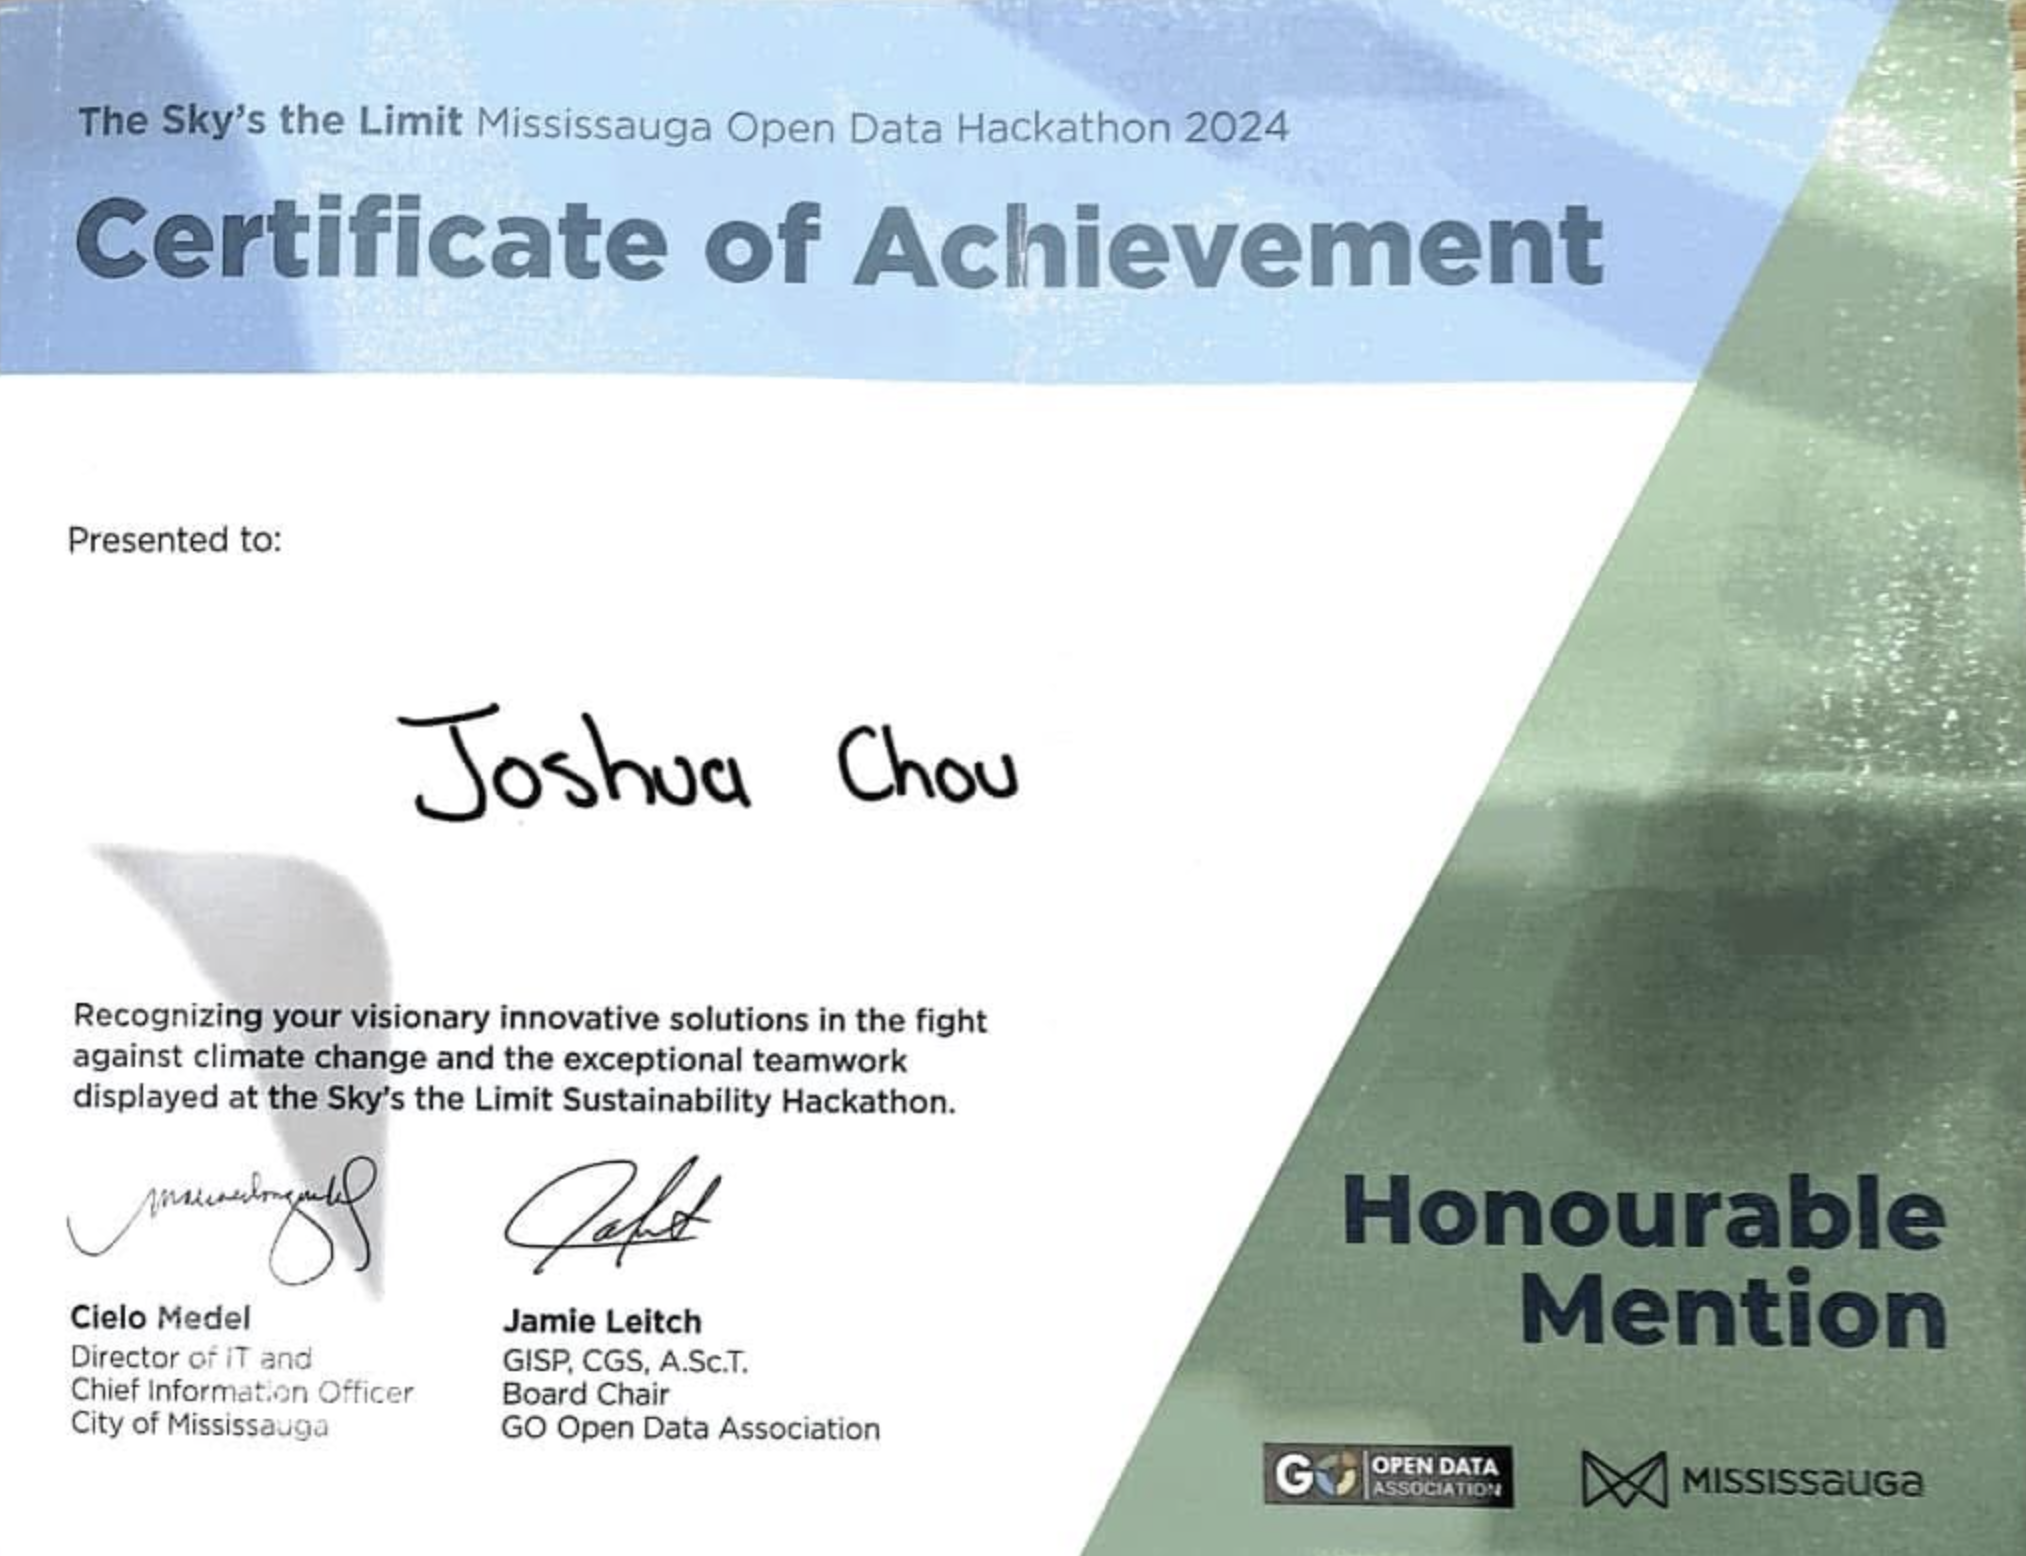 The Sky's the Limit Mississauga Open Data Hackathon 2024
Certificate of Achievement
Presented to:
Joshua Chou
Recognizing your visionary innovative solutions in the fight
against climate change and the exceptional teamwork
displayed at the Sky's the Limit Sustainability Hackathon.
Cielo Medel
Director of IT and
Chief Information Officer
City of Mississauga
Jamie Leitch
GISP, CGS, A.Sc.T.
Board Chair
GO Open Data Association
Honourable
Mention
GO OPEN DATA
ASSOCIATION
MISSISSAUGA